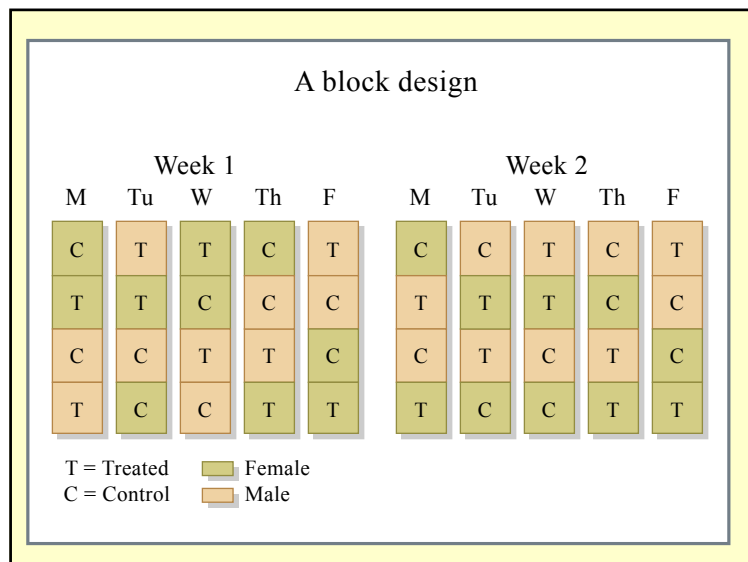 A block design
Week 1 Week 2
M Tu W Th F M Tu W Th F
C T T C T C C T C T
T T C C C T T T C C
C C T T C C T C T C
T C C T T T C C T T
T = Treated Female
C = Control Male